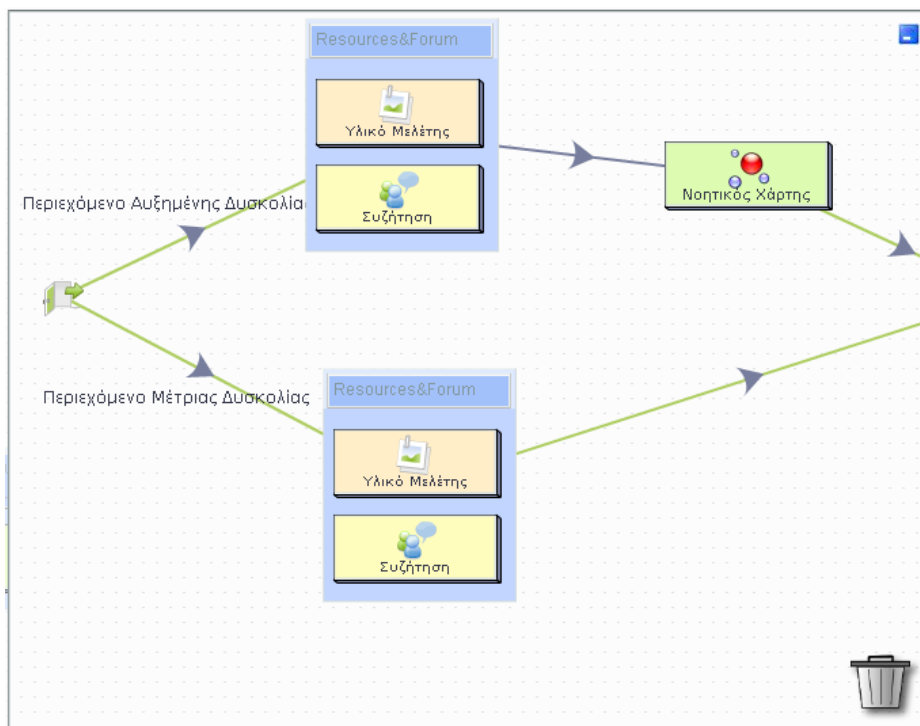 Resources&Forum
Υλικό Μελέτης
Συζήτηση
Νοητικός Χάρτης
Περιεχόμενο Αυξημένης Δυσκολίας
Περιεχόμενο Μέτριας Δυσκολίας
Resources&Forum
Υλικό Μελέτης
Συζήτηση